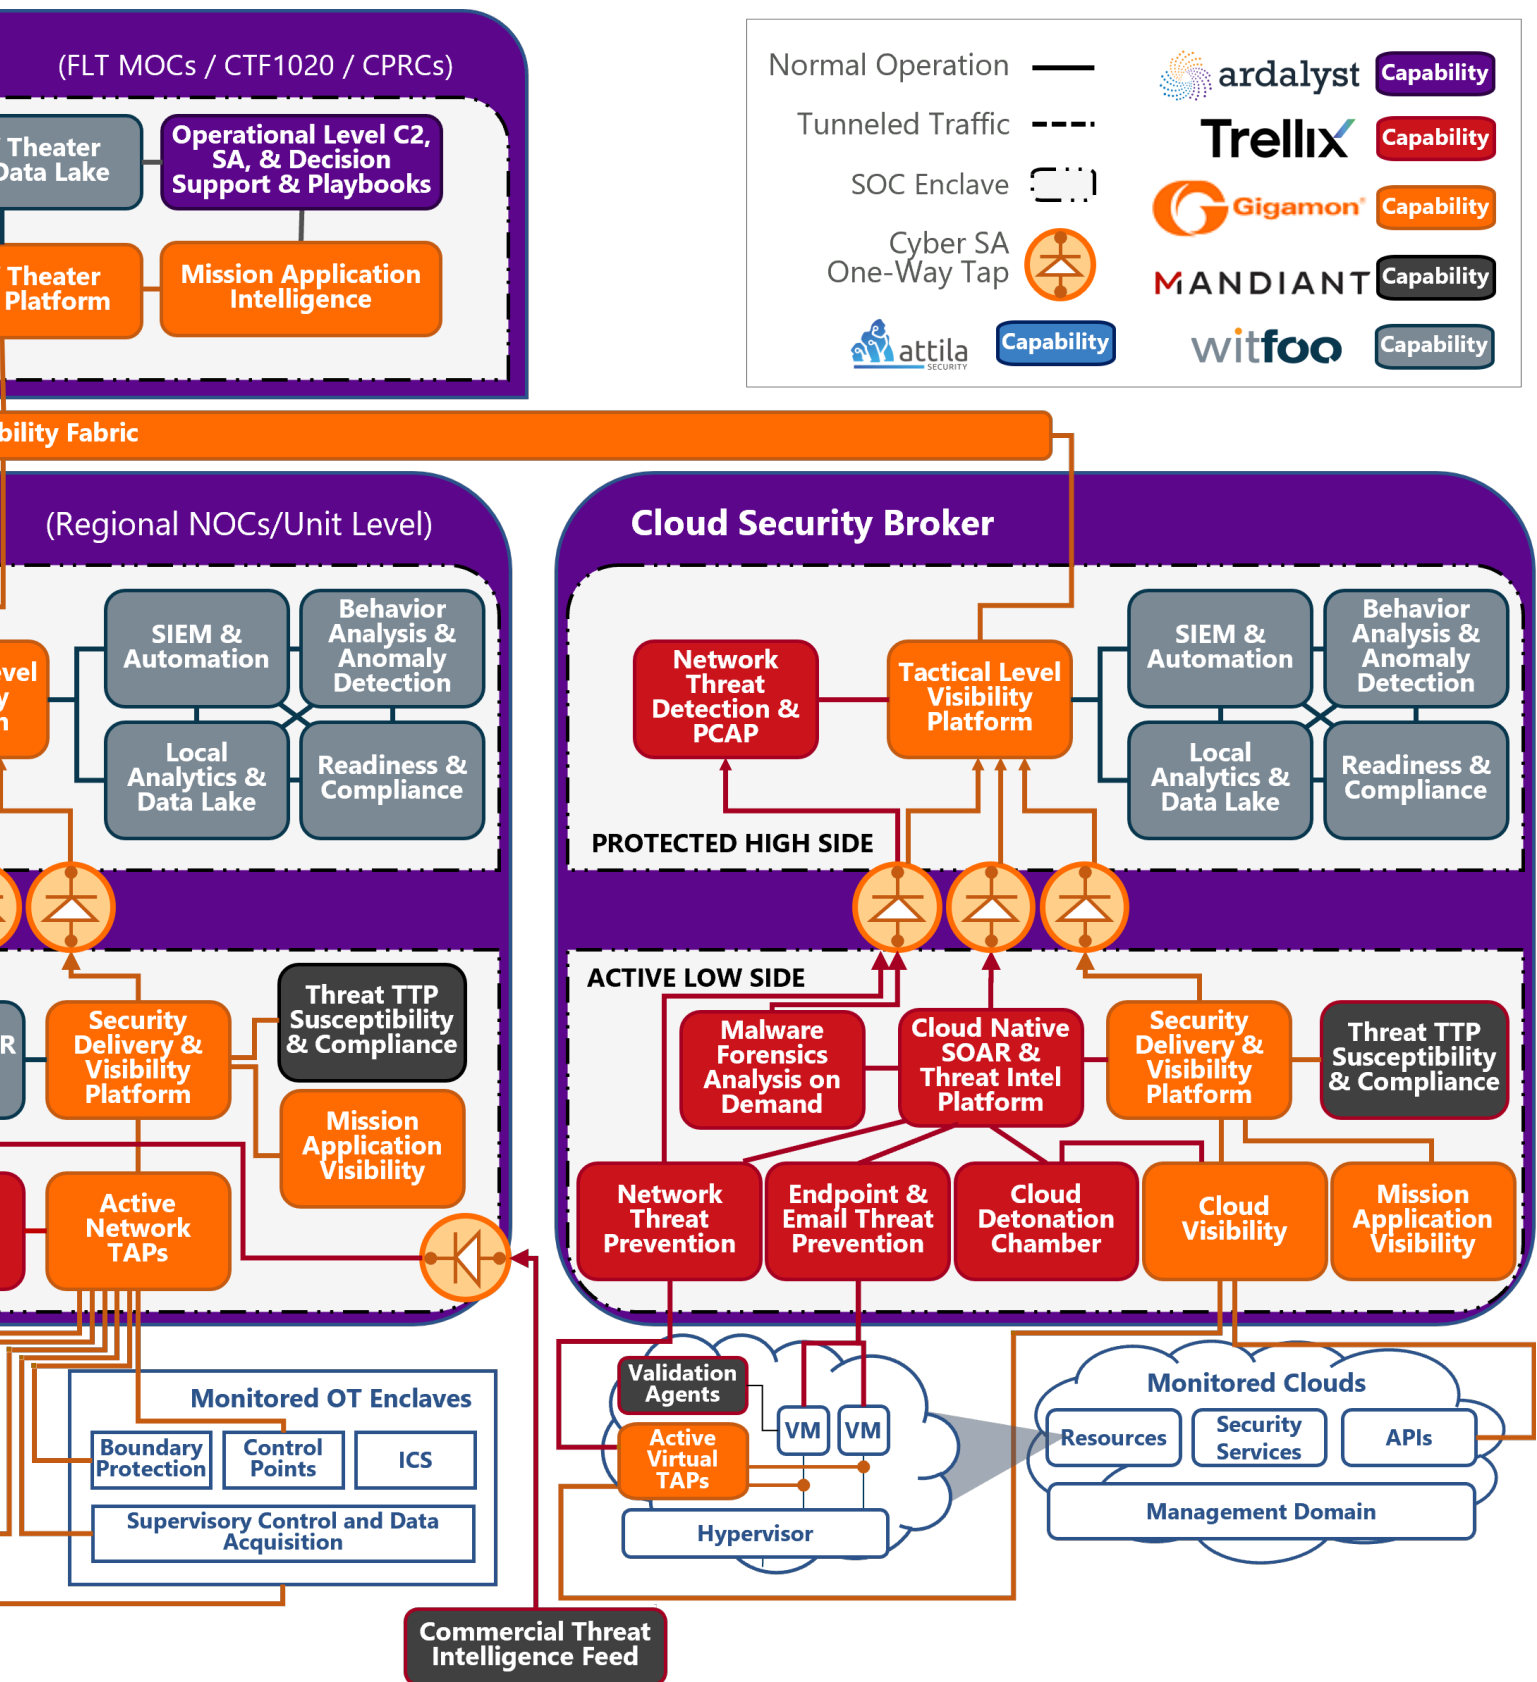 (FLT MOCs / CTF1020 / CPRCs)
Theater
Data Lake
Operational Level C2,
SA, & Decision
Support & Playbooks
Theater
Platform
Mission Application
Intelligence
Normal Operation
Tunneled Traffic
SOC Enclave
Cyber SA
One-Way Tap
attila
SECURITY
Capability
ardalyst
Capability
Trellix
Capability
Gigamon®
Capability
MANDIANT
Capability
witfoo
Capability
bility Fabric
(Regional NOCs/Unit Level)
vel
y
n
SIEM &
Automation
Behavior
Analysis &
Anomaly
Detection
Local
Analytics &
Data Lake
Readiness &
Compliance
R
Security
Delivery &
Visibility
Platform
Threat TTP
Susceptibility
& Compliance
Mission
Application
Visibility
Active
Network
TAPs
Monitored OT Enclaves
Boundary
Protection
Control
Points
ICS
Supervisory Control and Data
Acquisition
Commercial Threat
Intelligence Feed
Cloud Security Broker
Network
Threat
Detection &
PCAP
Tactical Level
Visibility
Platform
SIEM &
Automation
Behavior
Analysis &
Anomaly
Detection
Local
Analytics &
Data Lake
Readiness &
Compliance
PROTECTED HIGH SIDE
ACTIVE LOW SIDE
Malware
Forensics
Analysis on
Demand
Cloud Native
SOAR &
Threat Intel
Platform
Security
Delivery &
Visibility
Platform
Threat TTP
Susceptibility
& Compliance
Network
Threat
Prevention
Endpoint &
Email Threat
Prevention
Cloud
Detonation
Chamber
Cloud
Visibility
Mission
Application
Visibility
Validation
Agents
Active
Virtual
TAPs
VM
VM
Hypervisor
Monitored Clouds
Resources
Security
Services
APIs
Management Domain